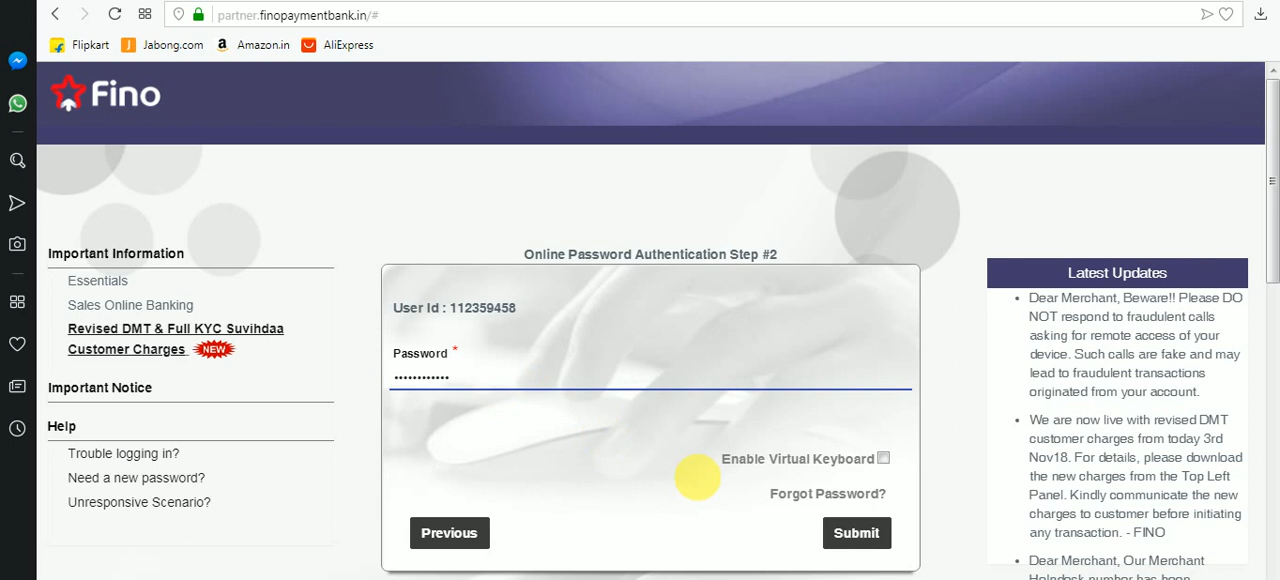 partner.finopaymentbank.in/#
Flipkart Jabong.com Amazon.in AliExpress
Fino
Important Information
Essentials
Sales Online Banking
Revised DMT & Full KYC Suvihdaa
Customer Charges NEW
Important Notice
Help
Trouble logging in?
Need a new password?
Unresponsive Scenario?
Online Password Authentication Step #2
User Id : 112359458
Password *
••••••••••••
Enable Virtual Keyboard
Forgot Password?
Previous Submit
Latest Updates
• Dear Merchant, Beware!! Please DO
NOT respond to fraudulent calls
asking for remote access of your
device. Such calls are fake and may
lead to fraudulent transactions
originated from your account.
• We are now live with revised DMT
customer charges from today 3rd
Nov18. For details, please download
the new charges from the Top Left
Panel. Kindly communicate the new
charges to customer before initiating
any transaction. - FINO
• Dear Merchant, Our Merchant
Helpdesk number has been